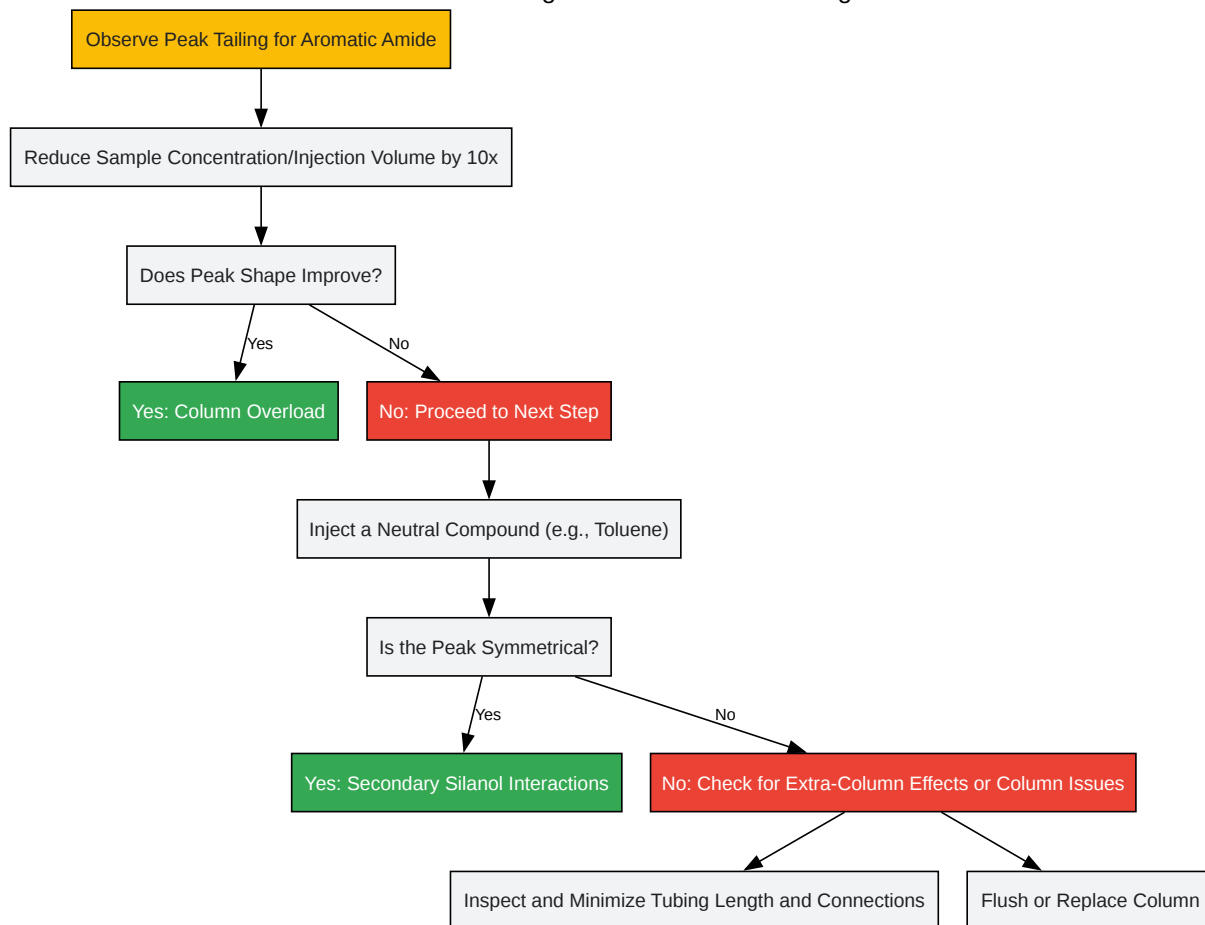 Observe Peak Tailing for Aromatic Amide
Reduce Sample Concentration/Injection Volume by 10x
Does Peak Shape Improve?
Yes
No
Yes: Column Overload
No: Proceed to Next Step
Inject a Neutral Compound (e.g., Toluene)
Is the Peak Symmetrical?
Yes
No
Yes: Secondary Silanol Interactions
No: Check for Extra-Column Effects or Column Issues
Inspect and Minimize Tubing Length and Connections
Flush or Replace Column